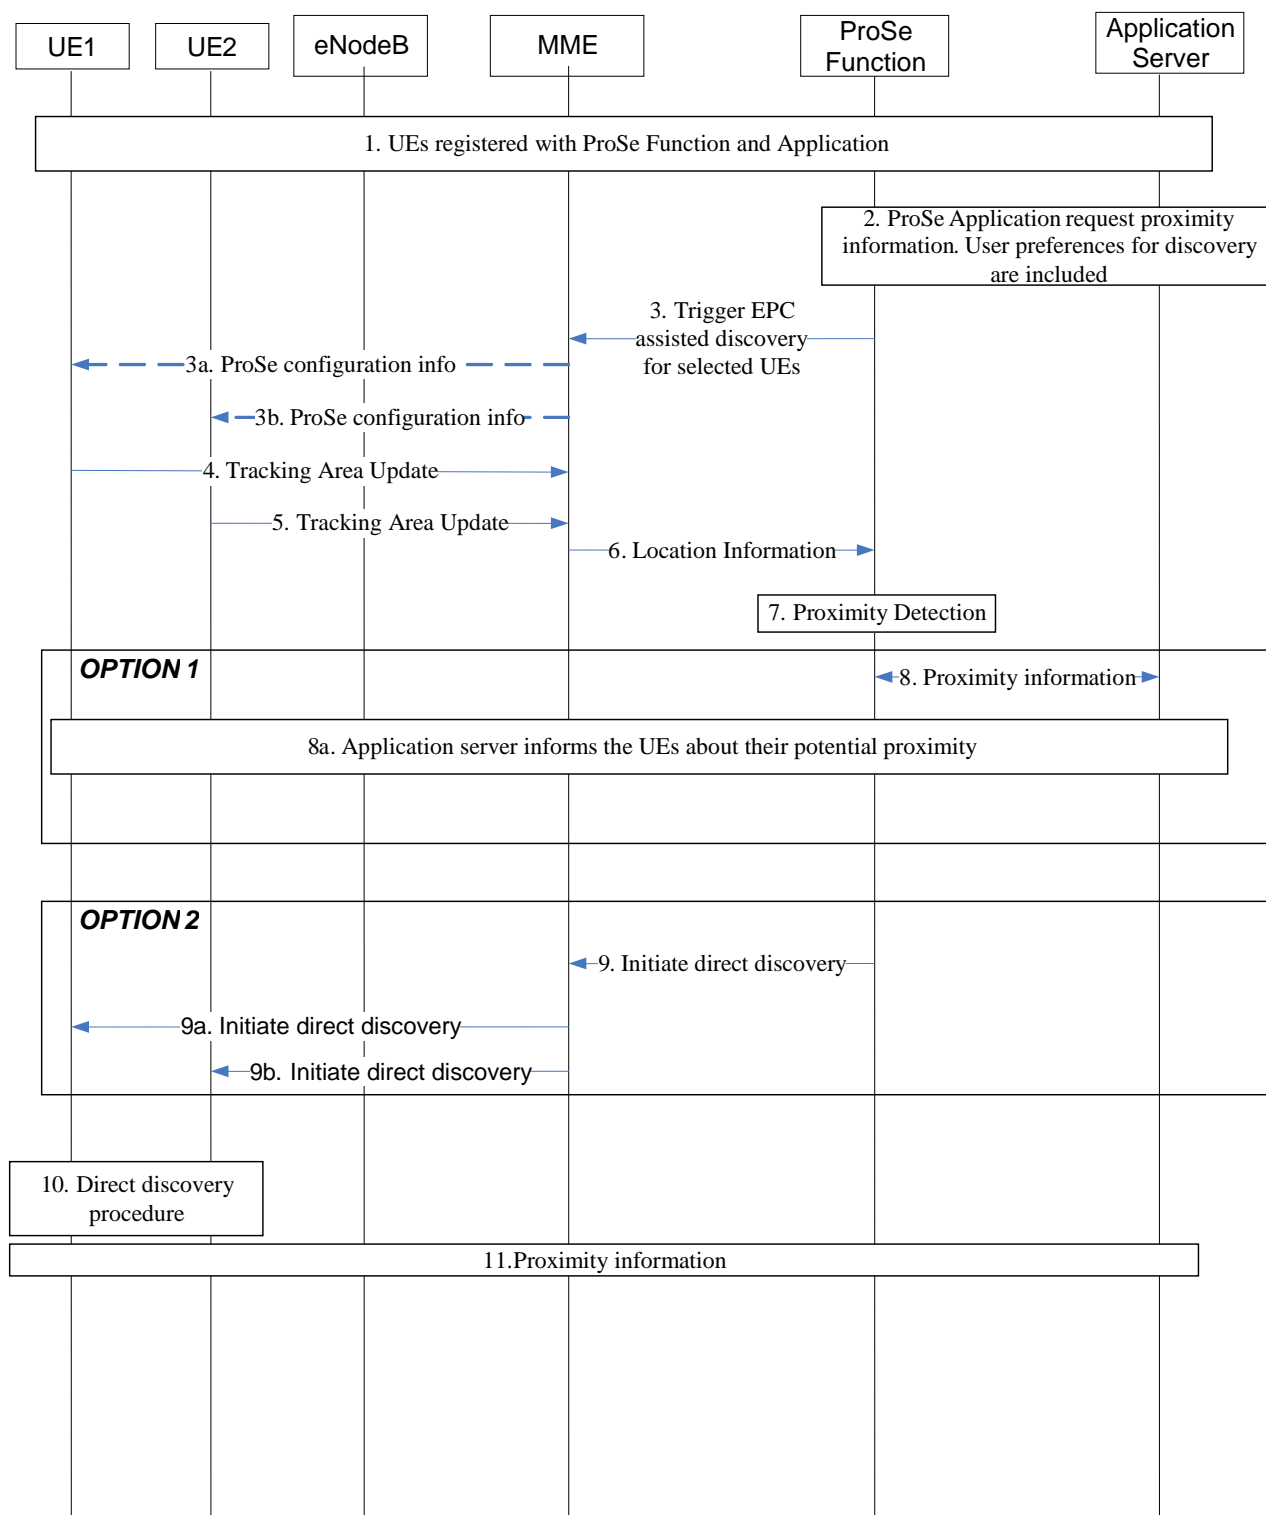 UE1
UE2
eNodeB
MME
ProSe
Function
Application
Server
1. UEs registered with ProSe Function and Application
2. ProSe Application request proximity
information. User preferences for discovery
are included
3. Trigger EPC
assisted discovery
for selected UEs
3a. ProSe configuration info
3b. ProSe configuration info
4. Tracking Area Update
5. Tracking Area Update
6. Location Information
7. Proximity Detection
OPTION 1
8. Proximity information
8a. Application server informs the UEs about their potential proximity
OPTION 2
9. Initiate direct discovery
9a. Initiate direct discovery
9b. Initiate direct discovery
10. Direct discovery
procedure
11.Proximity information